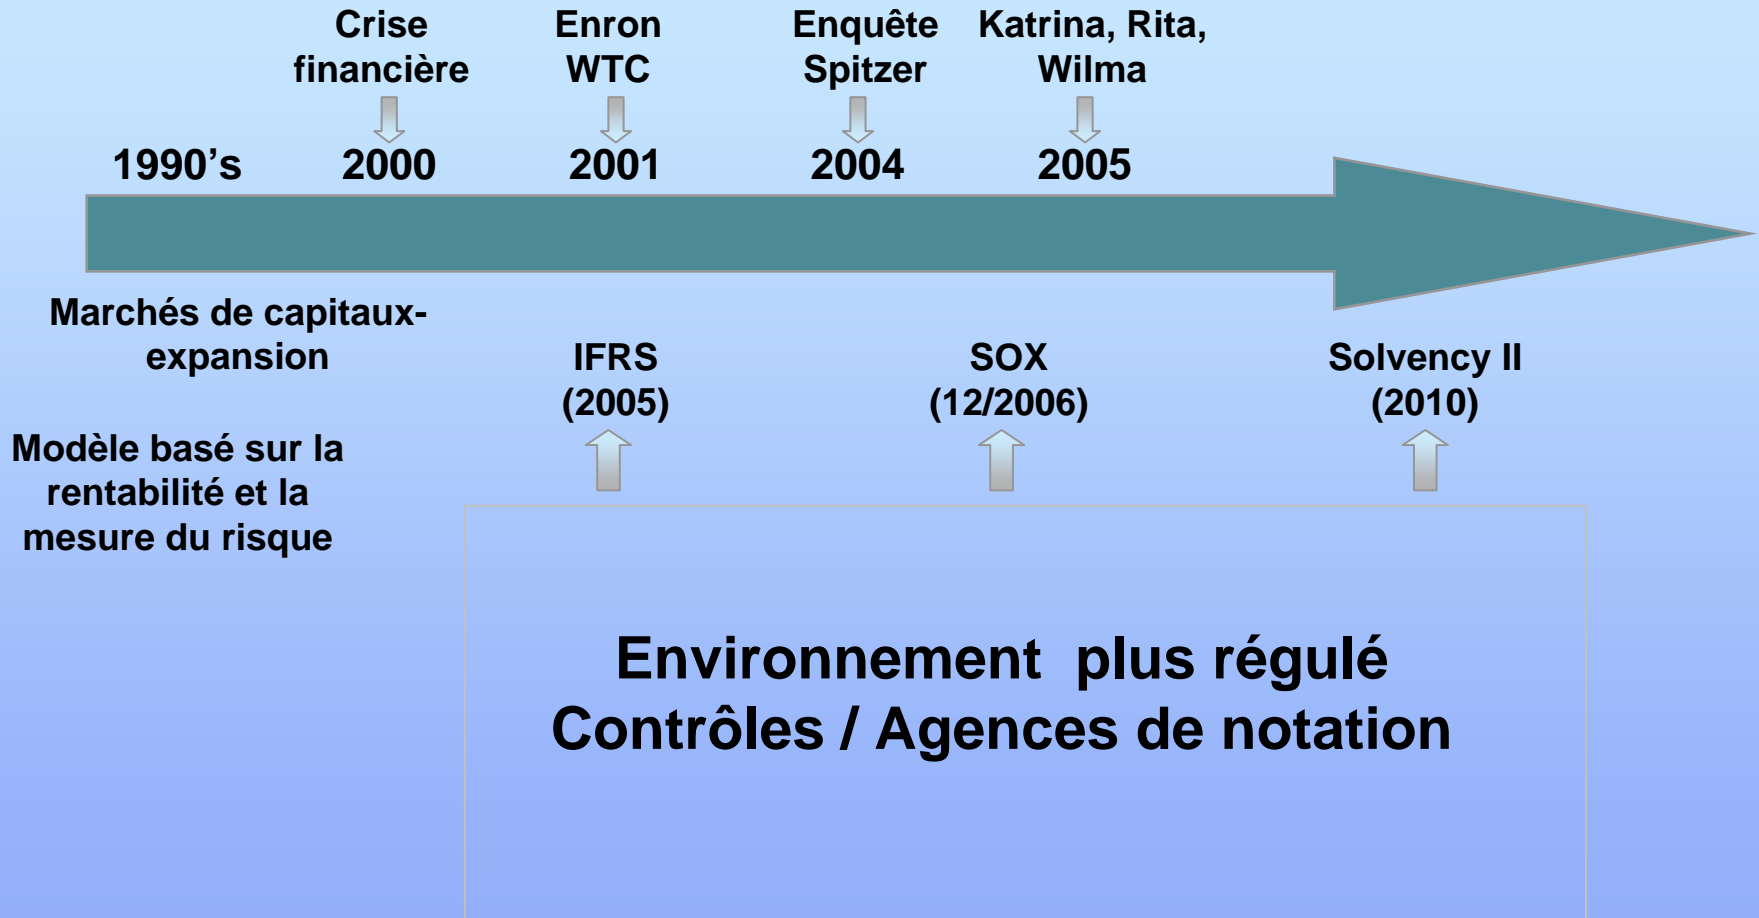 Crise
financière
Enron
WTC
Enquête
Spitzer
Katrina, Rita,
Wilma
1990’s
2000
2001
2004
2005
Marchés de capitaux-
expansion
Modèle basé sur la
rentabilité et la
mesure du risque
IFRS
(2005)
SOX
(12/2006)
Solvency II
(2010)
Environnement  plus régulé
Contrôles / Agences de notation